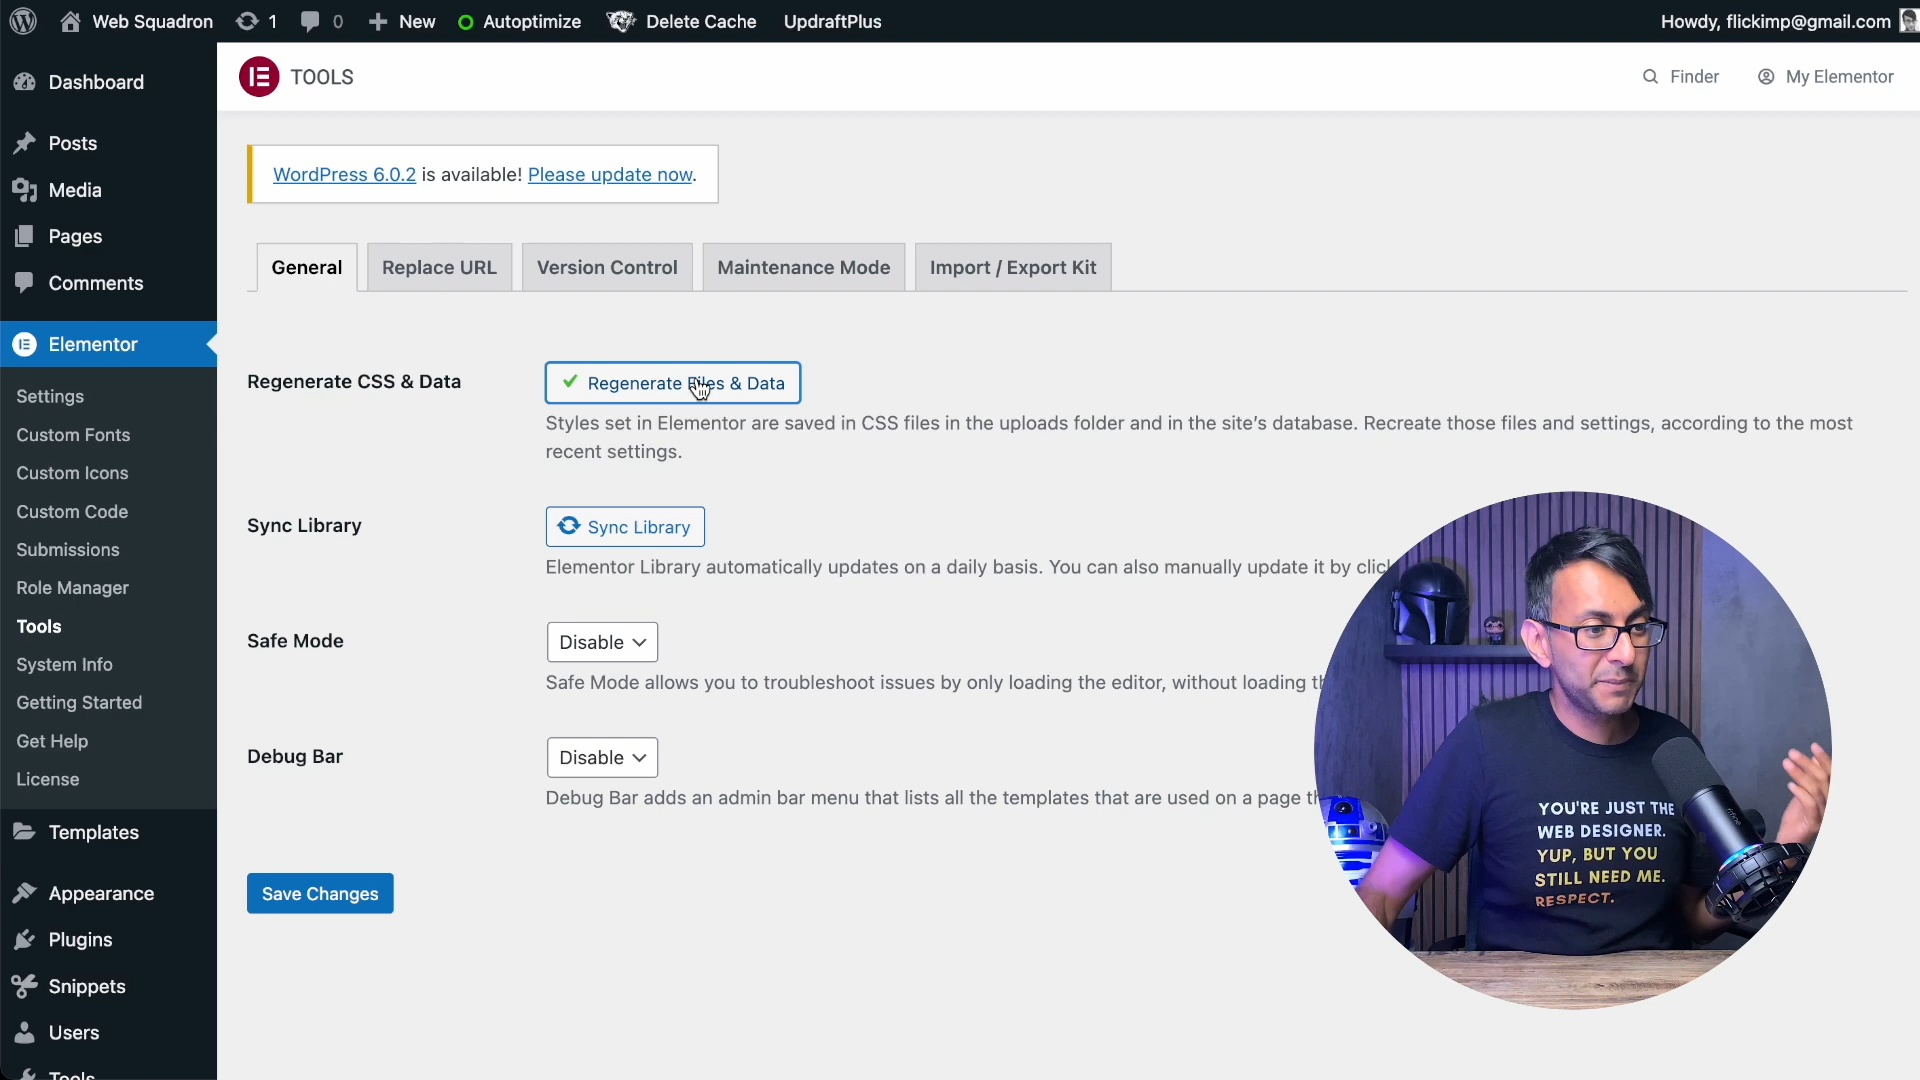 Web Squadron
1
0
New
Autoptimize
Delete Cache
UpdraftPlus
Howdy, flickimp@gmail.com
Dashboard
Posts
Media
Pages
Comments
Elementor
Settings
Custom Fonts
Custom Icons
Custom Code
Submissions
Role Manager
Tools
System Info
Getting Started
Get Help
License
Templates
Appearance
Plugins
Snippets
Users
Tools
TOOLS
Finder
My Elementor
WordPress 6.0.2 is available! Please update now.
General
Replace URL
Version Control
Maintenance Mode
Import / Export Kit
Regenerate CSS & Data
Regenerate Files & Data
Styles set in Elementor are saved in CSS files in the uploads folder and in the site's database. Recreate those files and settings, according to the most
recent settings.
Sync Library
Sync Library
Elementor Library automatically updates on a daily basis. You can also manually update it by click
Safe Mode
Disable
Safe Mode allows you to troubleshoot issues by only loading the editor, without loading
Debug Bar
Disable
Debug Bar adds an admin bar menu that lists all the templates that are used on a page
Save Changes
YOU'RE JUST THE
WEB DESIGNER.
YUP, BUT YOU
STILL NEED ME.
RESPECT.